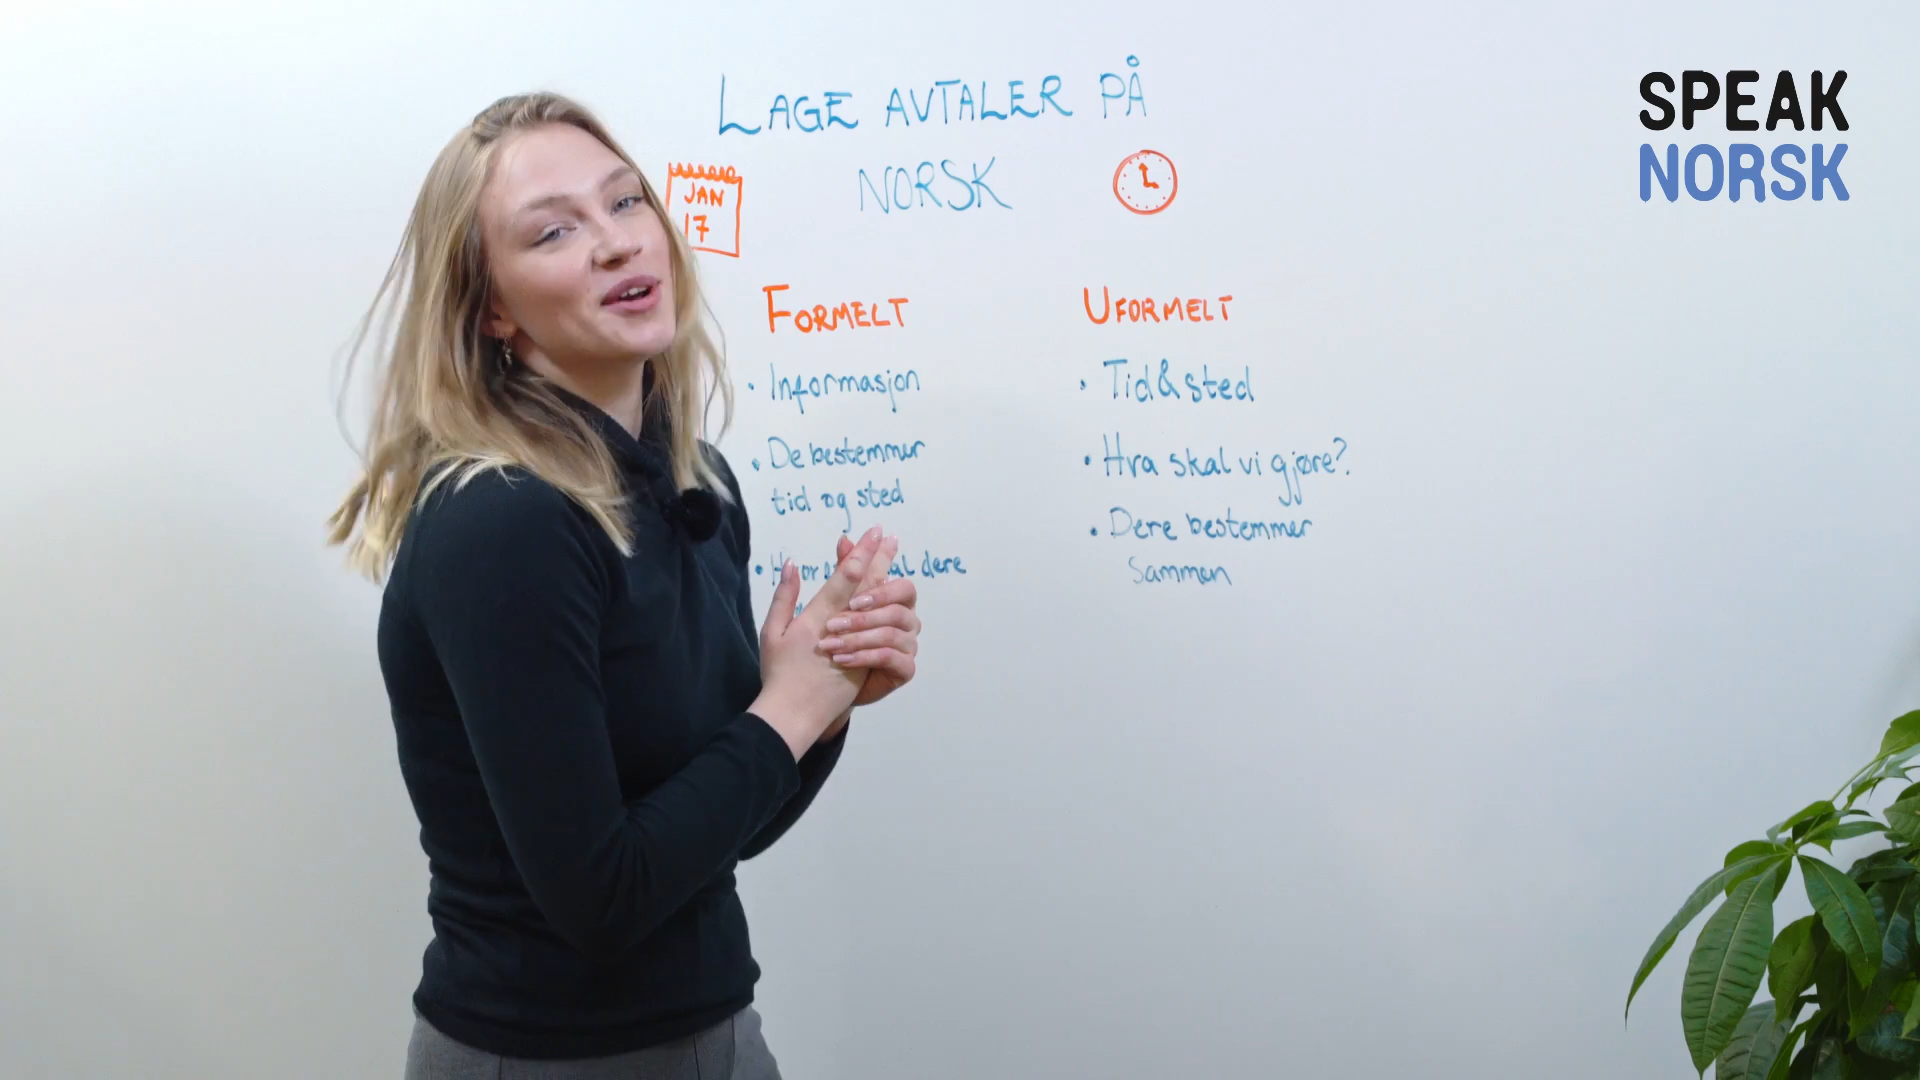 LAGE AVTALER PÅ
NORSK
JAN
17
SPEAK
NORSK
FORMELT
• Informasjon
• De bestemmer
tid og sted
• dere
UFORMELT
• Tid & sted
• Hva skal vi gjøre?
• Dere bestemmer
Sammen